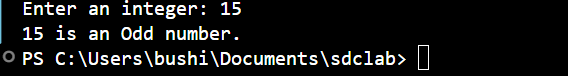 Enter an integer: 15
15 is an Odd number.
PS C:\Users\bushi\Documents\sdclab>